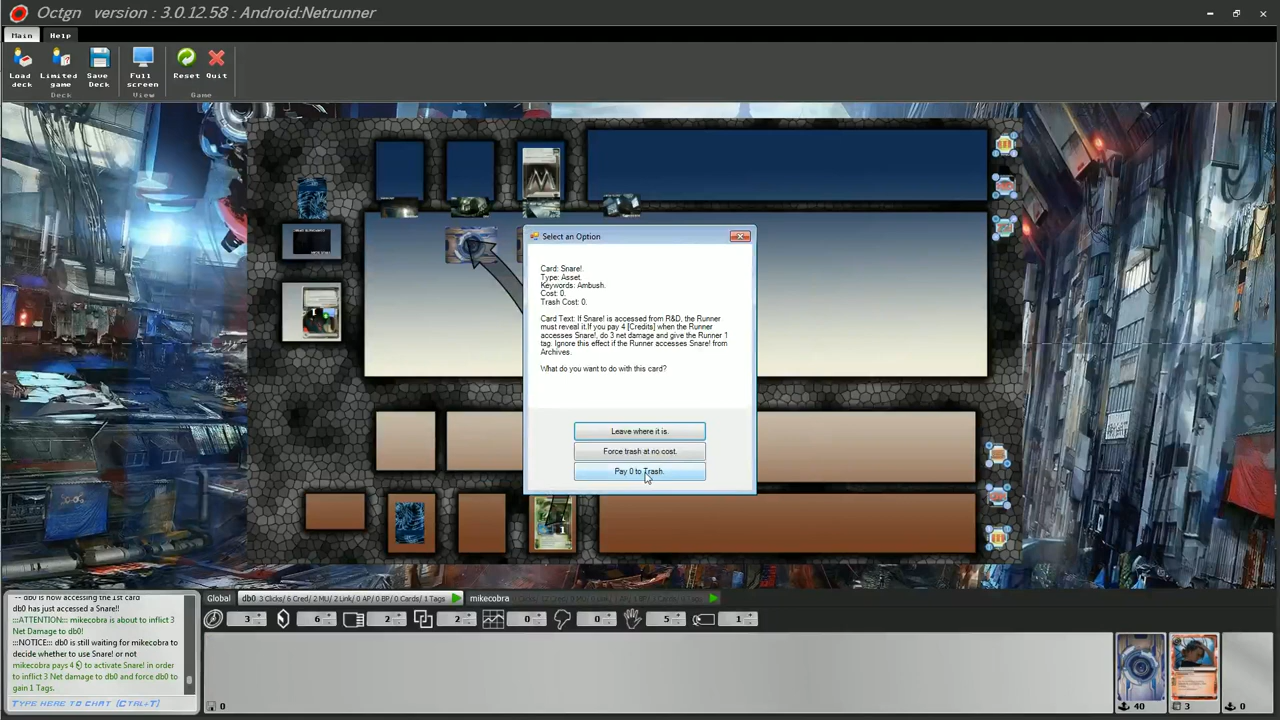 Octgn version : 3.0.12.58 : Android:Netrunner
Main Help
Load deck
Limited game
Save Deck
Full screen
Reset Quit
Deck View Game
Select an Option
Card: Snare!.
Type: Asset.
Keywords: Ambush.
Cost: 0.
Trash Cost: 0.
Card Text: If Snare! is accessed from R&D, the Runner
must reveal it.If you pay 4 [Credits] when the Runner
accesses Snare!, do 3 net damage and give the Runner 1
tag. Ignore this effect if the Runner accesses Snare! from
Archives.
What do you want to do with this card?
Leave where it is.
Force trash at no cost.
Pay 0 to Trash.
-- db0 is now accessing the 1st card
db0 has just accessed a Snare!!
:::ATTENTION::: mikecobra is about to inflict 3
Net Damage to db0!
:::NOTICE::: db0 is still waiting for mikecobra to
decide whether to use Snare! or not
mikecobra pays 4 to activate Snare! in order
to inflict 3 Net damage to db0 and force db0 to
gain 1 Tags.
TYPE HERE TO CHAT (CTRL+T)
Global db0 3 Clicks/ 6 Cred/ 2 MU/ 2 Link/ 0 AP/ 0 BP/ 0 Cards/ 1 Tags mikecobra
3 6 2 2 0 0 5 1
0
40 3 0